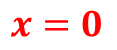 x = 0